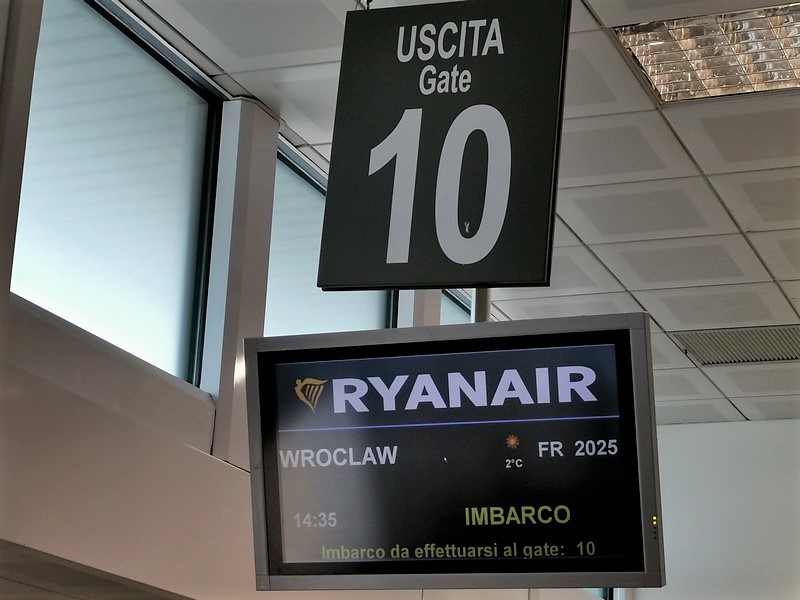 USCITA
Gate
10
RYANAIR
WROCLAW 2°C FR 2025
14:35 IMBARCO
Imbarco da effettuarsi al gate: 10